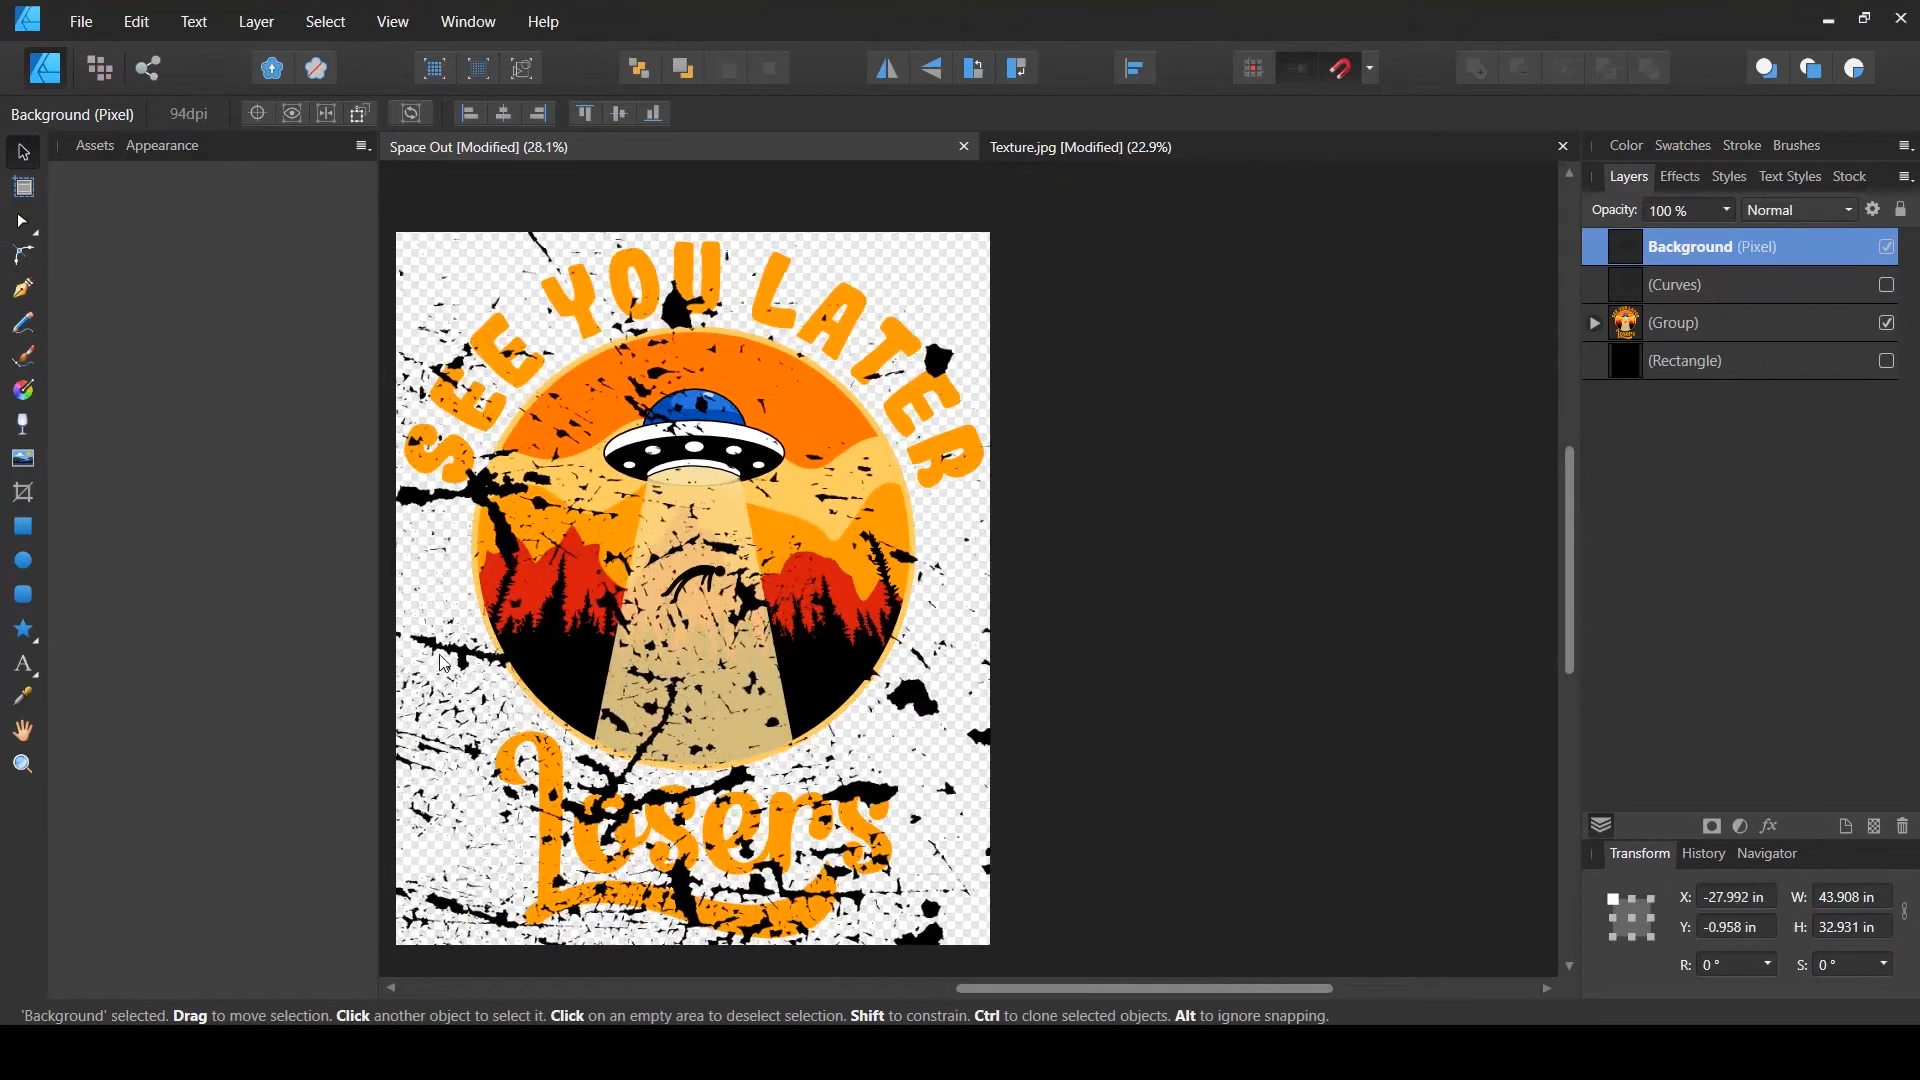 File Edit Text Layer Select View Window Help
Background (Pixel) 94dpi
Assets Appearance
Space Out [Modified] (28.1%)
Texture.jpg [Modified] (22.9%)
Color Swatches Stroke Brushes
Layers Effects Styles Text Styles Stock
Opacity: 100 % Normal
Background (Pixel)
(Curves)
(Group)
(Rectangle)
SEE YOU LATER
Losers
Transform History Navigator
X: -27.992 in W: 43.908 in
Y: -0.958 in H: 32.931 in
R: 0 ° S: 0 °
'Background' selected. Drag to move selection. Click another object to select it. Click on an empty area to deselect selection. Shift to constrain. Ctrl to clone selected objects. Alt to ignore snapping.